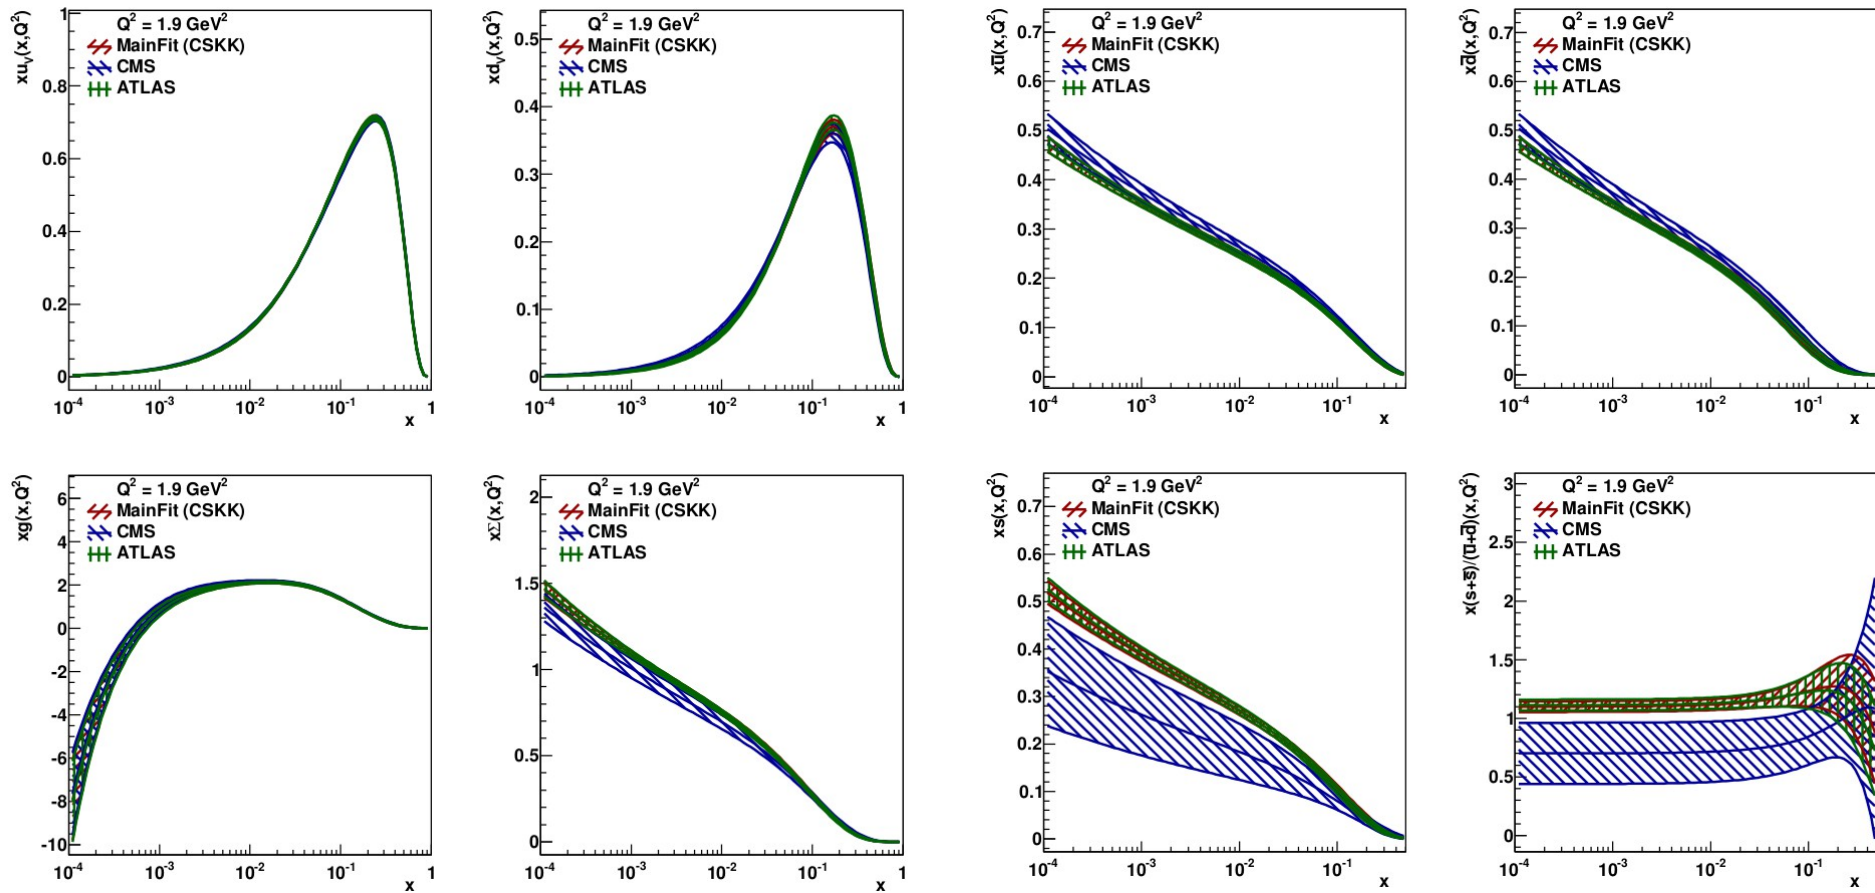 xu_V(x,Q²)
Q² = 1.9 GeV²
MainFit (CSKK)
CMS
ATLAS
1
0.8
0.6
0.4
0.2
0
10⁻⁴ 10⁻³ 10⁻² 10⁻¹ 1
x
xd_V(x,Q²)
Q² = 1.9 GeV²
MainFit (CSKK)
CMS
ATLAS
0.5
0.4
0.3
0.2
0.1
0
10⁻⁴ 10⁻³ 10⁻² 10⁻¹ 1
x
xū(x,Q²)
Q² = 1.9 GeV²
MainFit (CSKK)
CMS
ATLAS
0.7
0.6
0.5
0.4
0.3
0.2
0.1
0
10⁻⁴ 10⁻³ 10⁻² 10⁻¹
x
xd̅(x,Q²)
Q² = 1.9 GeV²
MainFit (CSKK)
CMS
ATLAS
0.7
0.6
0.5
0.4
0.3
0.2
0.1
0
10⁻⁴ 10⁻³ 10⁻² 10⁻¹
x
xg(x,Q²)
Q² = 1.9 GeV²
MainFit (CSKK)
CMS
ATLAS
6
4
2
0
-2
-4
-6
-8
-10
10⁻⁴ 10⁻³ 10⁻² 10⁻¹ 1
x
xΣ(x,Q²)
Q² = 1.9 GeV²
MainFit (CSKK)
CMS
ATLAS
2
1.5
1
0.5
0
10⁻⁴ 10⁻³ 10⁻² 10⁻¹ 1
x
xs(x,Q²)
Q² = 1.9 GeV²
MainFit (CSKK)
CMS
ATLAS
0.7
0.6
0.5
0.4
0.3
0.2
0.1
0
10⁻⁴ 10⁻³ 10⁻² 10⁻¹
x
x(s+s̅)/(u̅+d̅)(x,Q²)
Q² = 1.9 GeV²
MainFit (CSKK)
CMS
ATLAS
3
2.5
2
1.5
1
0.5
0
10⁻⁴ 10⁻³ 10⁻² 10⁻¹
x